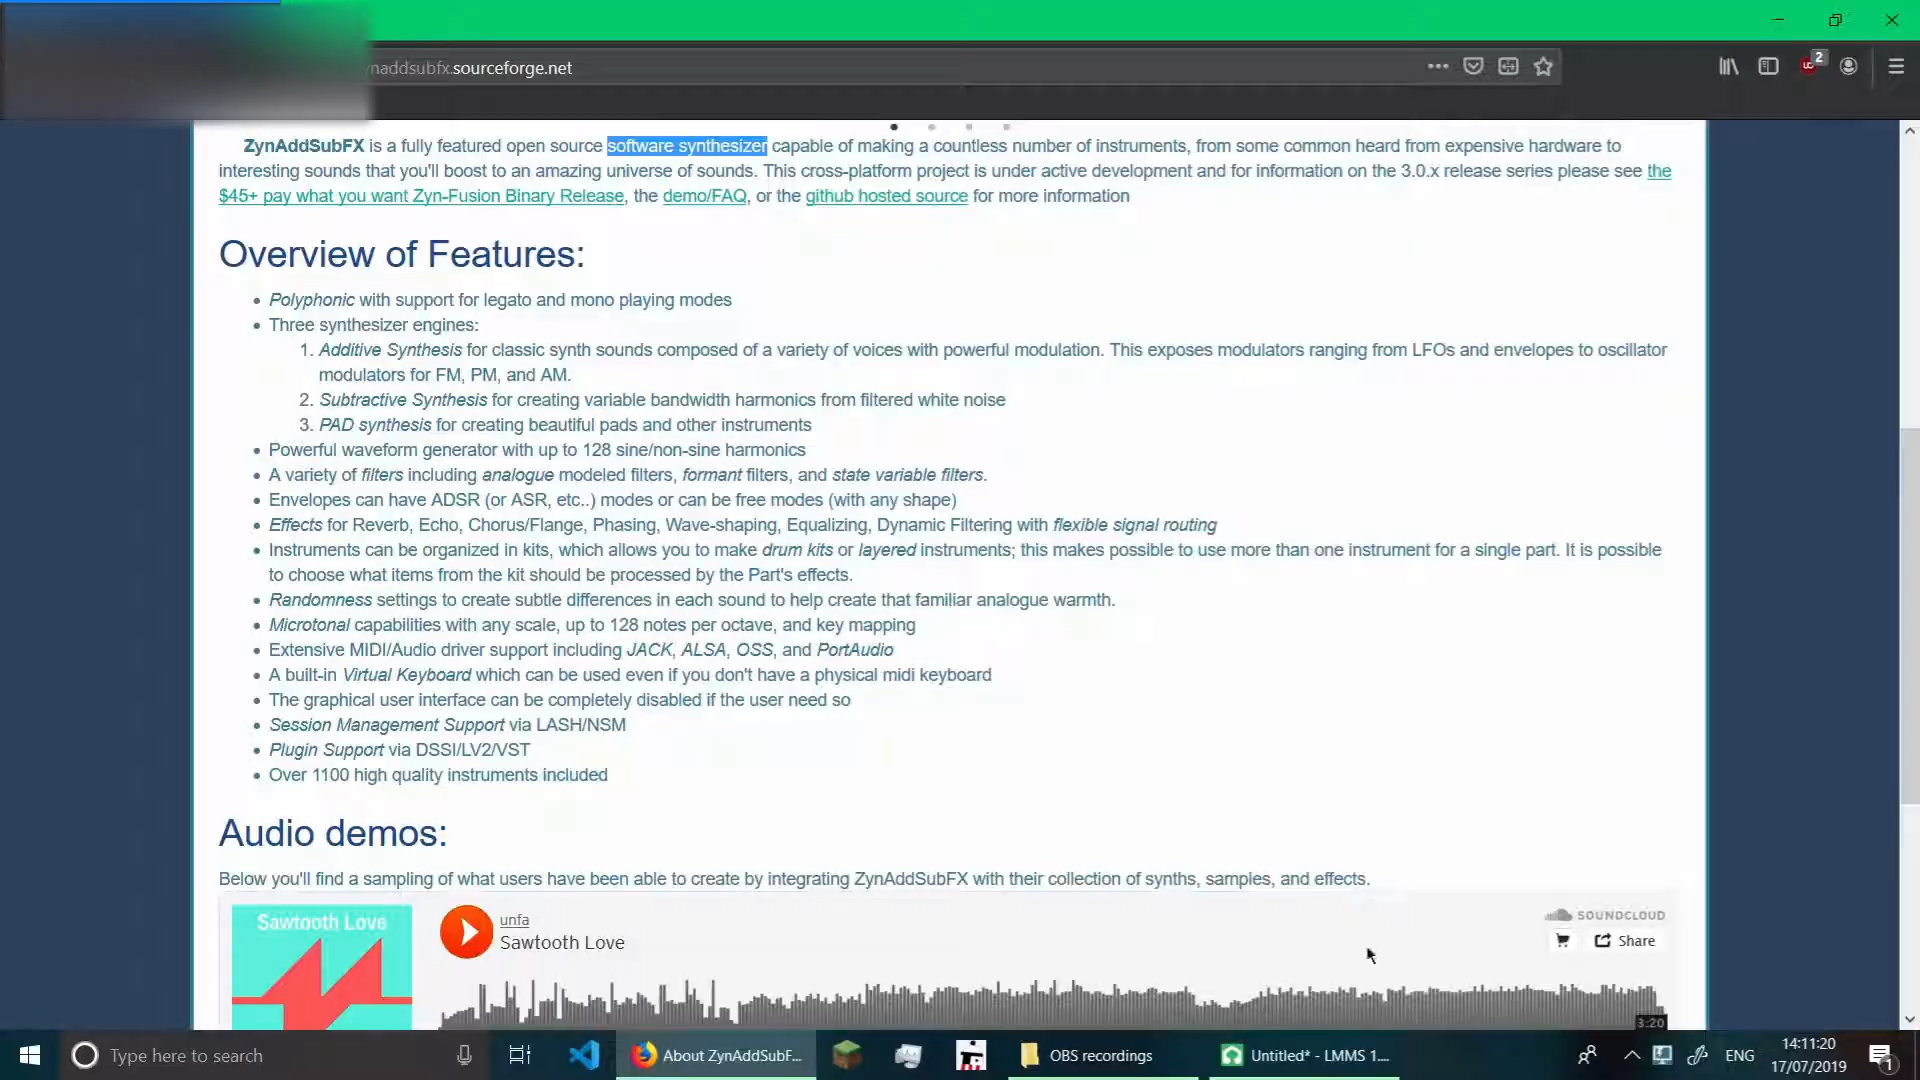 naddsubfx.sourceforge.net
2
ZynAddSubFX is a fully featured open source software synthesizer capable of making a countless number of instruments, from some common heard from expensive hardware to
interesting sounds that you'll boost to an amazing universe of sounds. This cross-platform project is under active development and for information on the 3.0.x release series please see the
$45+ pay what you want Zyn-Fusion Binary Release, the demo/FAQ, or the github hosted source for more information
Overview of Features:
• Polyphonic with support for legato and mono playing modes
• Three synthesizer engines:
1. Additive Synthesis for classic synth sounds composed of a variety of voices with powerful modulation. This exposes modulators ranging from LFOs and envelopes to oscillator
modulators for FM, PM, and AM.
2. Subtractive Synthesis for creating variable bandwidth harmonics from filtered white noise
3. PAD synthesis for creating beautiful pads and other instruments
• Powerful waveform generator with up to 128 sine/non-sine harmonics
• A variety of filters including analogue modeled filters, formant filters, and state variable filters.
• Envelopes can have ADSR (or ASR, etc..) modes or can be free modes (with any shape)
• Effects for Reverb, Echo, Chorus/Flange, Phasing, Wave-shaping, Equalizing, Dynamic Filtering with flexible signal routing
• Instruments can be organized in kits, which allows you to make drum kits or layered instruments; this makes possible to use more than one instrument for a single part. It is possible
to choose what items from the kit should be processed by the Part's effects.
• Randomness settings to create subtle differences in each sound to help create that familiar analogue warmth.
• Microtonal capabilities with any scale, up to 128 notes per octave, and key mapping
• Extensive MIDI/Audio driver support including JACK, ALSA, OSS, and PortAudio
• A built-in Virtual Keyboard which can be used even if you don't have a physical midi keyboard
• The graphical user interface can be completely disabled if the user need so
• Session Management Support via LASH/NSM
• Plugin Support via DSSI/LV2/VST
• Over 1100 high quality instruments included
Audio demos:
Below you'll find a sampling of what users have been able to create by integrating ZynAddSubFX with their collection of synths, samples, and effects.
Sawtooth Love
unfa
Sawtooth Love
SOUNDCLOUD
Share
3:20
Type here to search
About ZynAddSubF...
OBS recordings
Untitled* - LMMS 1....
ENG
14:11:20
17/07/2019
1